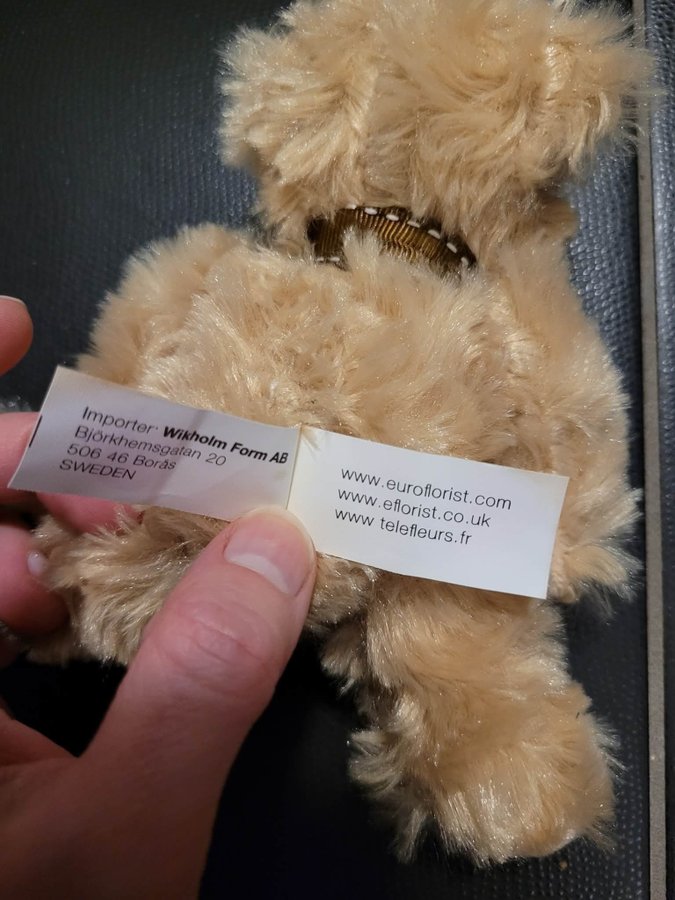 Importer: Wikholm Form AB
Björkhemsgatan 20
506 46 Borås
SWEDEN
www.euroflorist.com
www.eflorist.co.uk
www telefleurs.fr